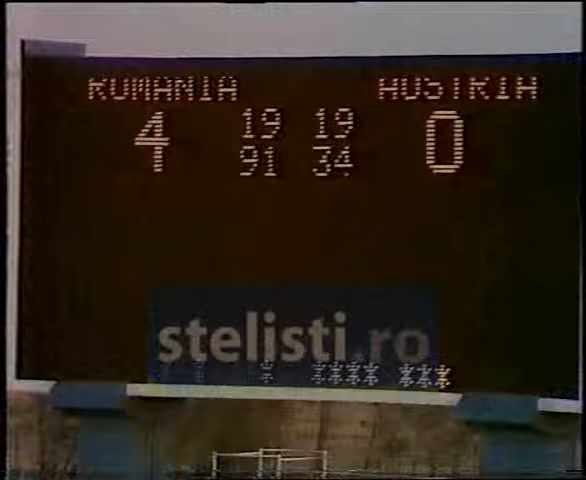 RUMANIA AUSTRIA
4 19 19 0
91 34
stelisti.ro
* * **** ***